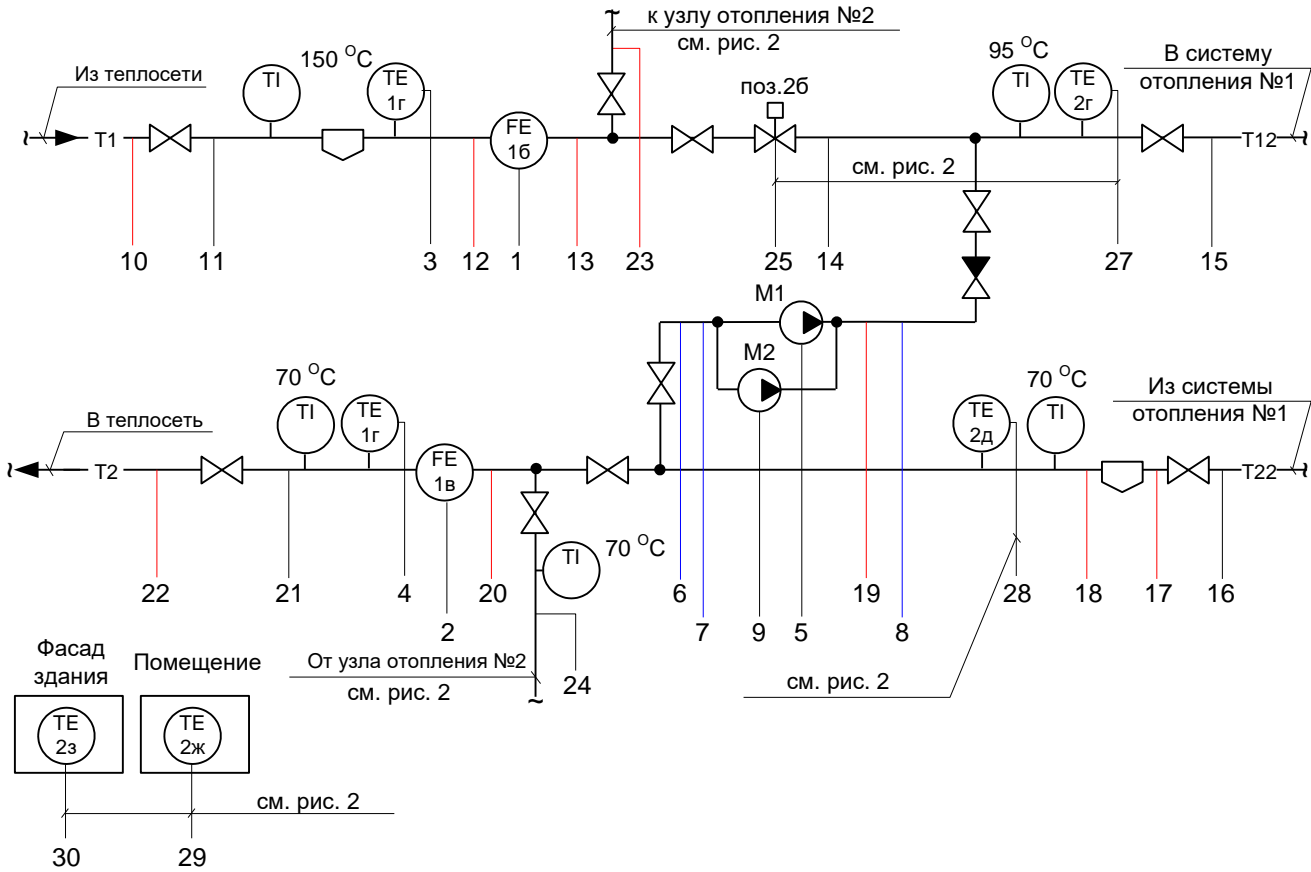 к узлу отопления №2
см. рис. 2
Из теплосети
TI
150 °С
TE
1г
поз.2б
95 °С
TI
TE
2г
В систему
отопления №1
T1
FE
1б
T12
см. рис. 2
10
11
3
12
1
13
23
25
14
27
15
М1
М2
В теплосеть
70 °С
TI
TE
1г
TE
2д
70 °С
TI
Из системы
отопления №1
T2
FE
1в
T22
TI
70 °С
22
21
4
2
20
24
6
7
9
5
19
8
28
18
17
16
От узла отопления №2
см. рис. 2
см. рис. 2
Фасад
здания
Помещение
TE
2з
TE
2ж
см. рис. 2
30
29